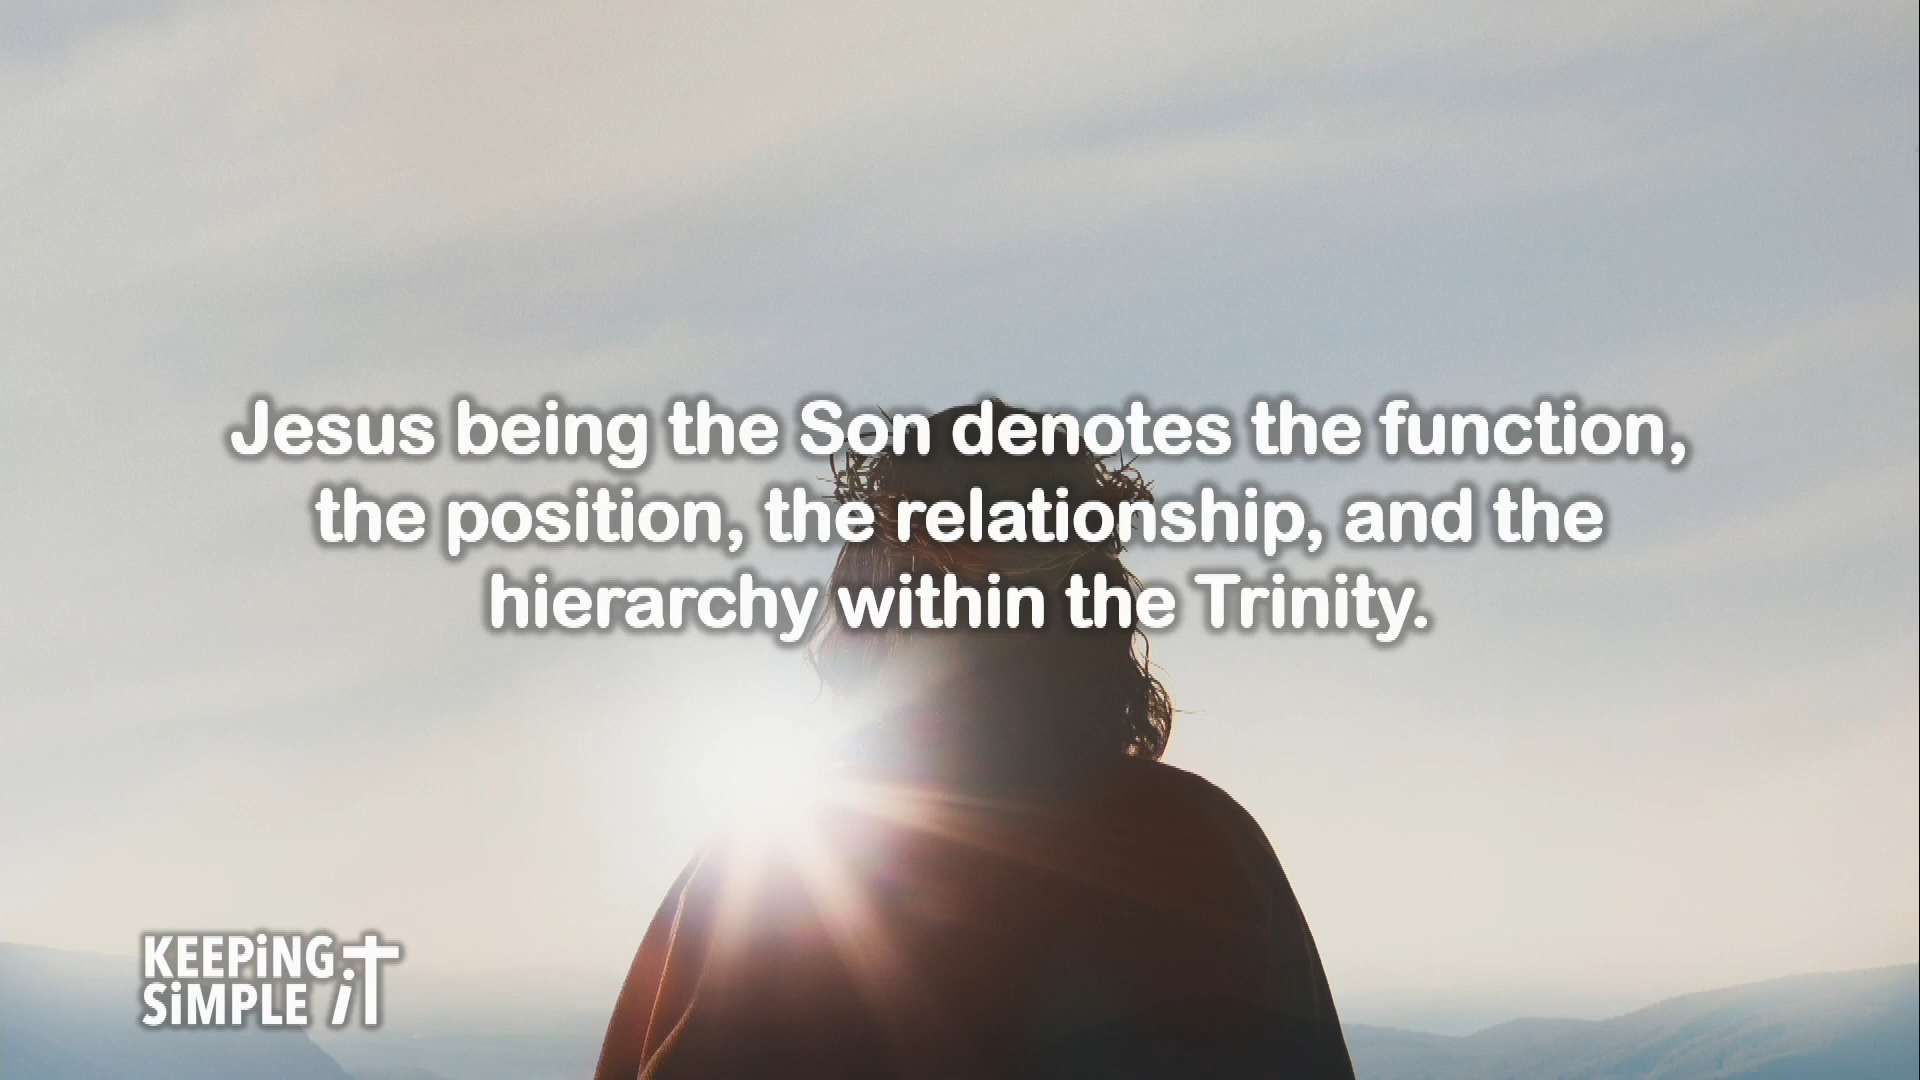 Jesus being the Son denotes the function,
the position, the relationship, and the
hierarchy within the Trinity.
KEEPiNG
SiMPLE iT